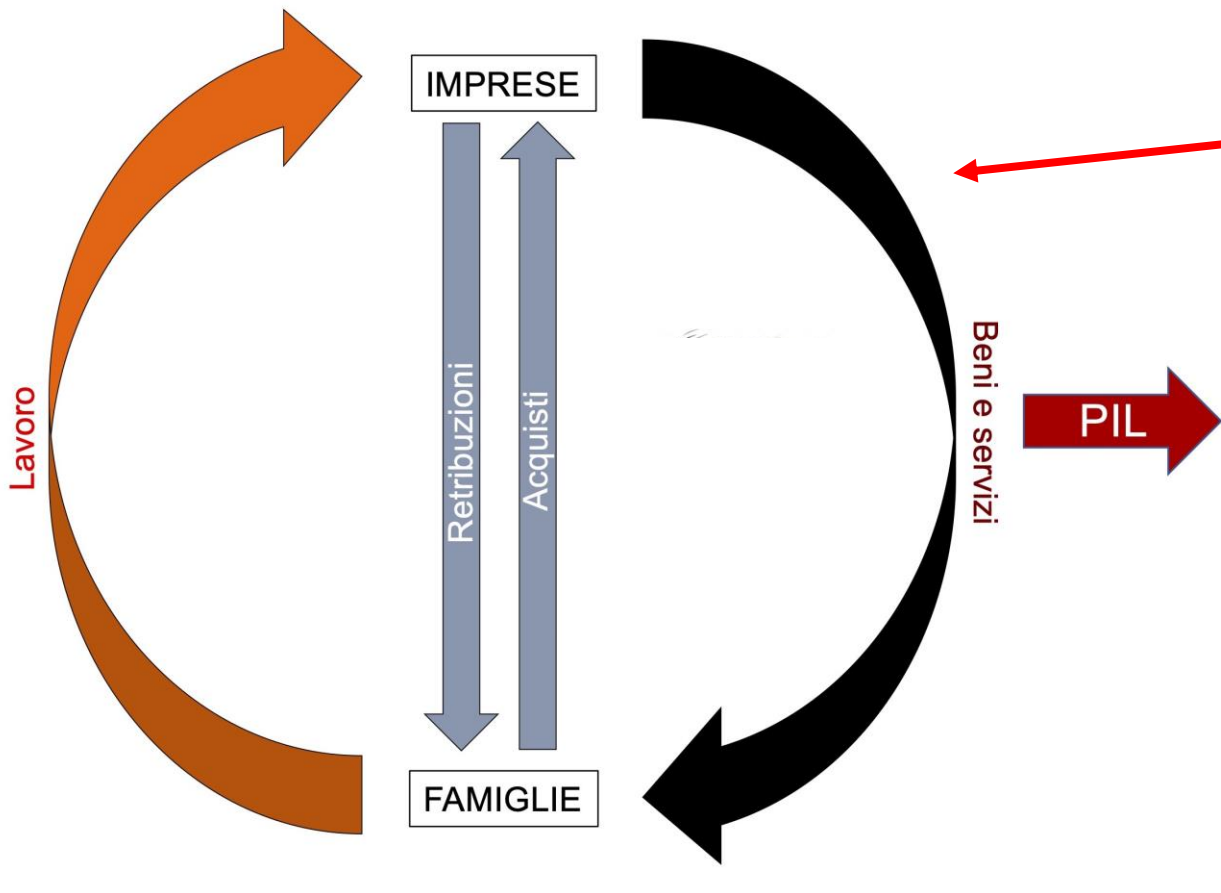 IMPRESE
Lavoro
Retribuzioni
Acquisti
Beni e servizi
PIL
FAMIGLIE